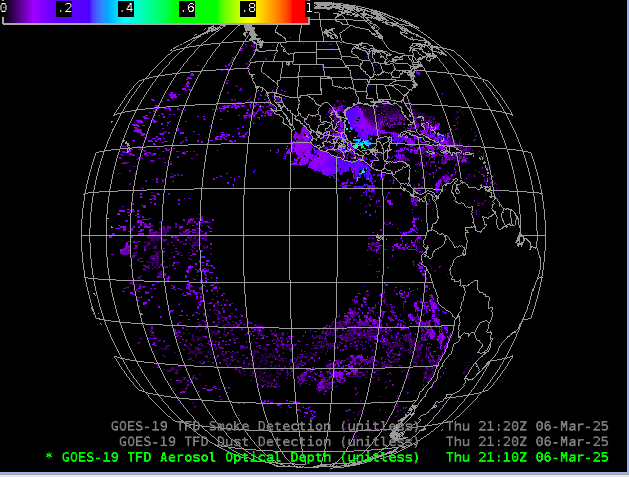 0 .2 .4 .6 .8 1
GOES-19 TFD Smoke Detection (unitless) Thu 21:20Z 06-Mar-25
GOES-19 TFD Dust Detection (unitless) Thu 21:20Z 06-Mar-25
* GOES-19 TFD Aerosol Optical Depth (unitless) Thu 21:10Z 06-Mar-25